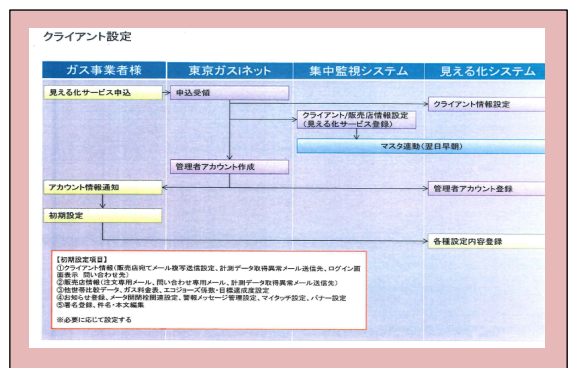 クライアント設定
ガス事業者様
東京ガスiネット
集中監視システム
見える化システム
見える化サービス申込
申込受領
クライアント情報設定
クライアント/販売店情報設定
(見える化サービス登録)
マスタ連動(翌日早朝)
管理者アカウント作成
アカウント情報通知
管理者アカウント登録
初期設定
各種設定内容登録
【初期設定項目】
①クライアント情報(販売店宛てメール複写送信設定、計測データ取得異常メール送信先、ログイン画
面表示 問い合わせ先)
②販売店情報(注文専用メール、問い合わせ専用メール、計測データ取得異常メール送信先)
③他世帯比較データ、ガス料金表、エコジョーズ係数・目標達成度設定
④お知らせ登録、メータ開閉栓関連設定、警報メッセージ管理設定、マイタッチ設定、バナー設定
⑤署名登録、件名・本文編集
※必要に応じて設定する